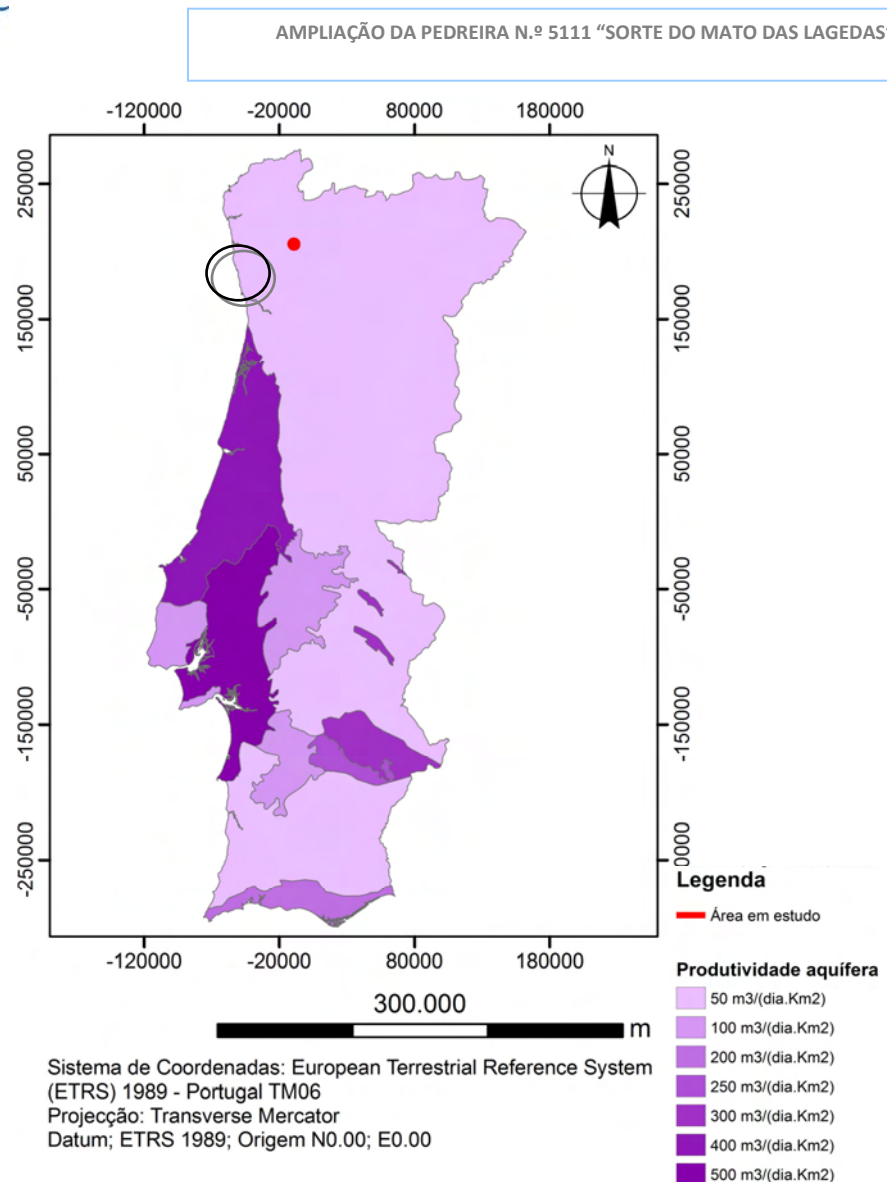 AMPLIAÇÃO DA PEDREIRA N.º 5111 “SORTE DO MATO DAS LAGEDAS”
-120000 -20000 800000 180000
N
250000 250000
150000 150000
50000 50000
-50000 -50000
-150000 -150000
-250000 0000
-120000 -20000 80000 180000
300.000
m
Sistema de Coordenadas: European Terrestrial Reference System
(ETRS) 1989 - Portugal TM06
Projecção: Transverse Mercator
Datum; ETRS 1989; Origem N0.00; E0.00
Legenda
Área em estudo
Produtividade aquífera
50 m3/(dia.Km2)
100 m3/(dia.Km2)
200 m3/(dia.Km2)
250 m3/(dia.Km2)
300 m3/(dia.Km2)
400 m3/(dia.Km2)
500 m3/(dia.Km2)